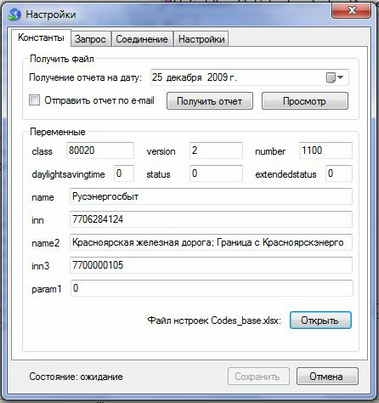 Настройки
Константы Запрос Соединение Настройки
Получить файл
Получение отчета на дату: 25 декабря 2009 г.
Отправить отчет по e-mail Получить отчет Просмотр
Переменные
class 80020 version 2 number 1100
daylightsavingtime 0 status 0 extendedstatus 0
name Русэнергосбыт
inn 7706284124
name2 Красноярская железная дорога; Граница с Красноярскэнерго
inn3 7700000105
param1 0
Файл нстроек Codes_base.xlsx: Открыть
Состояние: ожидание Сохранить Отмена